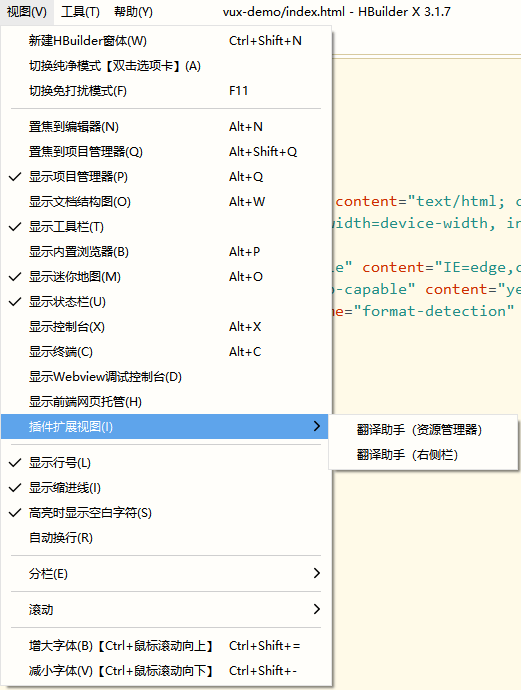 视图(V) 工具(T) 帮助(Y) vux-demo/index.html - HBuilder X 3.1.7
新建HBuilder窗体(W) Ctrl+Shift+N
切换纯净模式【双击选项卡】(A)
切换免打扰模式(F) F11
置焦到编辑器(N) Alt+N
置焦到项目管理器(Q) Alt+Shift+Q
显示项目管理器(P) Alt+Q
显示文档结构图(O) Alt+W
content="text/html; c
显示工具栏(T)
width=device-width, in
显示内置浏览器(B) Alt+P
e" content="IE=edge,c
显示迷你地图(M) Alt+O
-capable" content="ye
显示状态栏(U)
me="format-detection"
显示控制台(X) Alt+X
显示终端(C) Alt+C
显示Webview调试控制台(D)
显示前端网页托管(H)
插件扩展视图(I)
翻译助手（资源管理器）
翻译助手（右侧栏）
显示行号(L)
显示缩进线(I)
高亮时显示空白字符(S)
自动换行(R)
分栏(E)
滚动
增大字体(B)【Ctrl+鼠标滚动向上】 Ctrl+Shift+=
减小字体(V)【Ctrl+鼠标滚动向下】 Ctrl+Shift+-